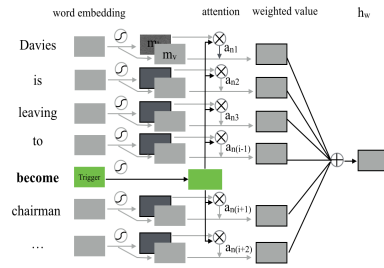 word embedding attention weighted value h_w
Davies m_k m_v a_n1
is a_n2
leaving a_n3
to a_n(i-1)
become Trigger
chairman a_n(i+1)
... a_n(i+2)